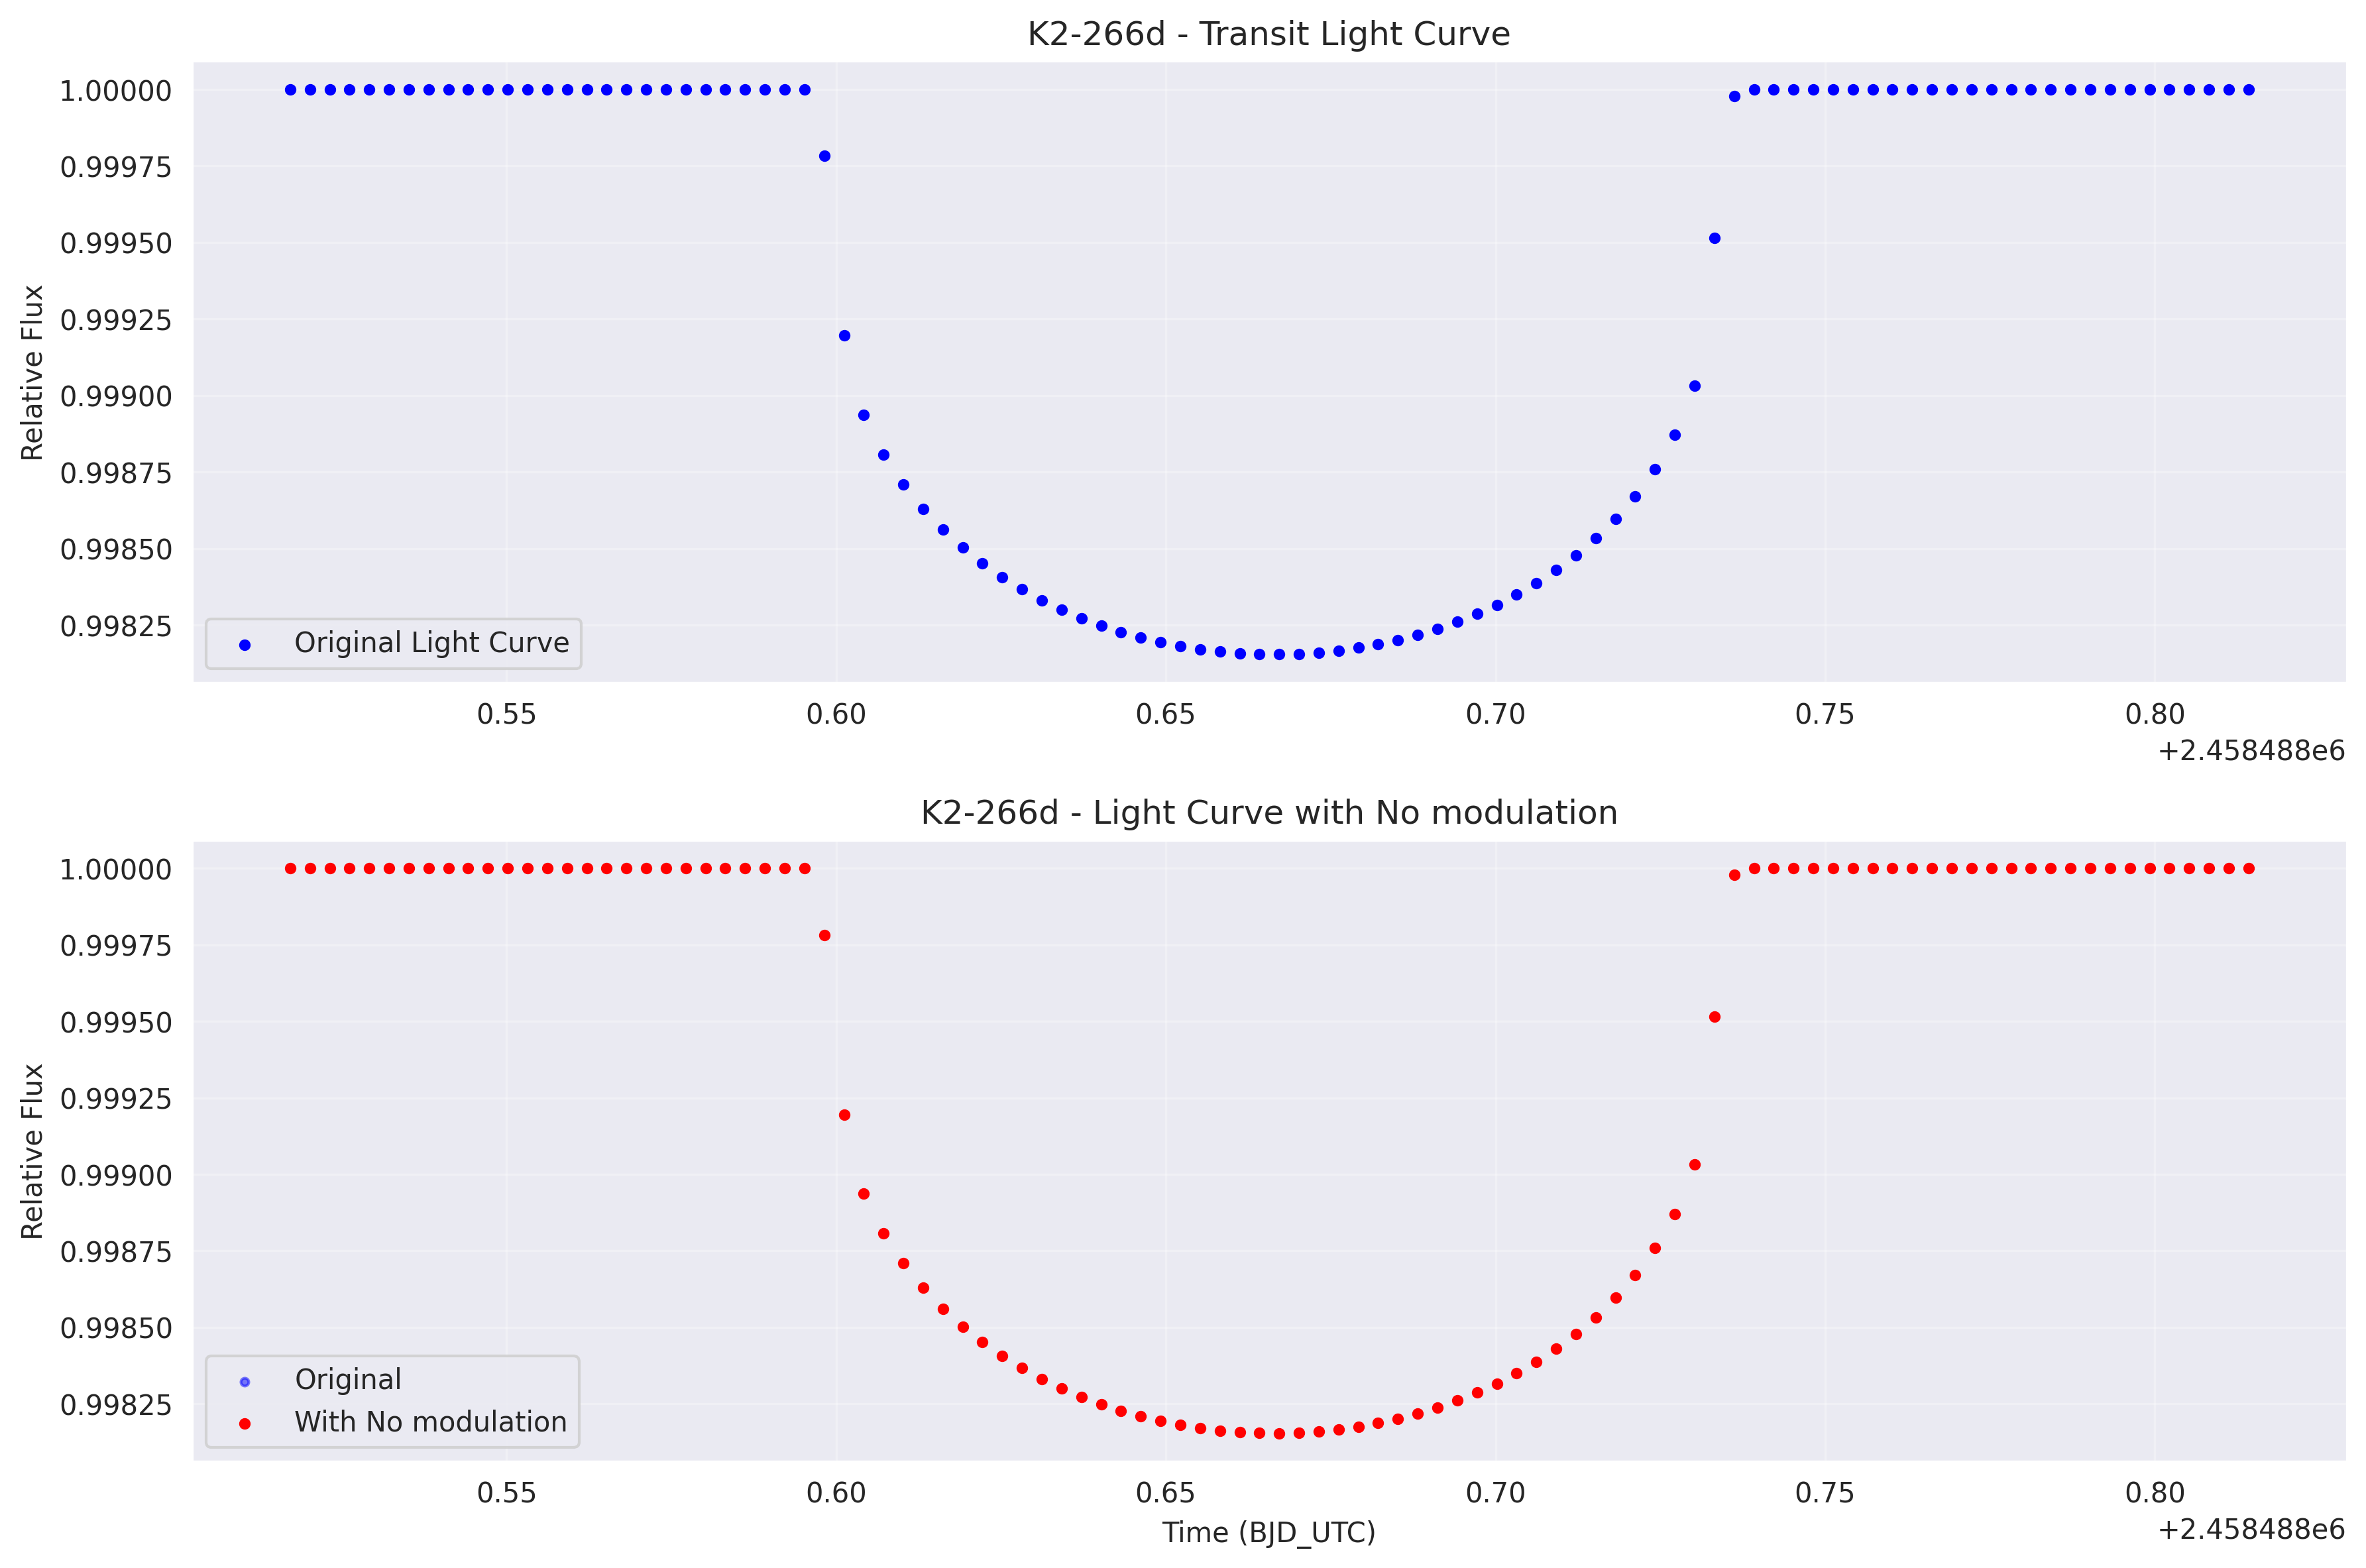 K2-266d - Transit Light Curve
Relative Flux
1.00000
0.99975
0.99950
0.99925
0.99900
0.99875
0.99850
0.99825
Original Light Curve
0.55 0.60 0.65 0.70 0.75 0.80
+2.458488e6
K2-266d - Light Curve with No modulation
Relative Flux
1.00000
0.99975
0.99950
0.99925
0.99900
0.99875
0.99850
0.99825
Original
With No modulation
0.55 0.60 0.65 0.70 0.75 0.80
Time (BJD_UTC)
+2.458488e6